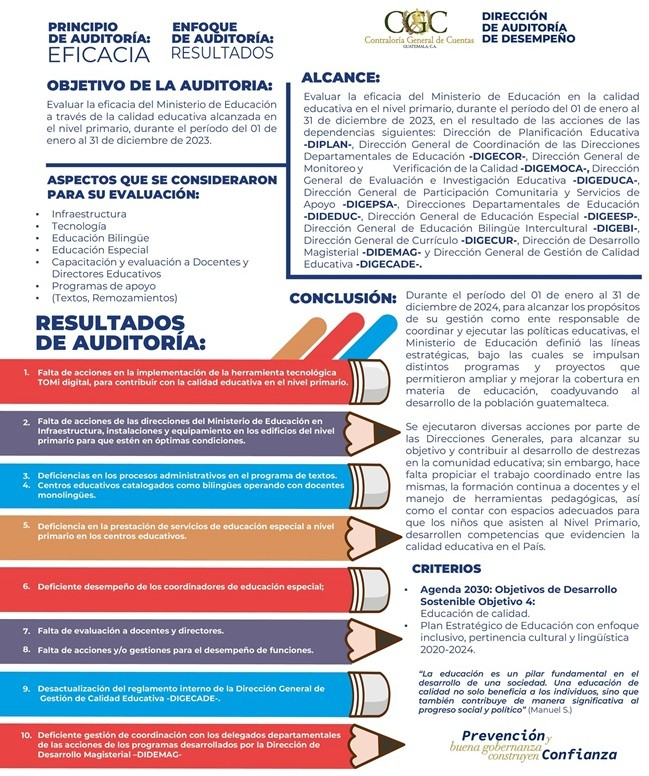 PRINCIPIO
DE AUDITORÍA:
EFICACIA
ENFOQUE
DE AUDITORÍA:
RESULTADOS
CGC
Contraloría General de Cuentas
GUATEMALA, C.A.
DIRECCIÓN
DE AUDITORÍA
DE DESEMPEÑO
OBJETIVO DE LA AUDITORIA:
Evaluar la eficacia del Ministerio de Educación
a través de la calidad educativa alcanzada en
el nivel primario, durante el período del 01 de
enero al 31 de diciembre de 2023.
ASPECTOS QUE SE CONSIDERARON
PARA SU EVALUACIÓN:
• Infraestructura
• Tecnología
• Educación Bilingüe
• Educación Especial
• Capacitación y evaluación a Docentes y
Directores Educativos
• Programas de apoyo
• (Textos, Remozamientos)
ALCANCE:
Evaluar la eficacia del Ministerio de Educación en la calidad
educativa en el nivel primario, durante el período del 01 de enero al
31 de diciembre de 2023, en el resultado de las acciones de las
dependencias siguientes: Dirección de Planificación Educativa
-DIPLAN-, Dirección General de Coordinación de las Direcciones
Departamentales de Educación -DIGECOR-, Dirección General de
Monitoreo y Verificación de la Calidad -DIGEMOCA-, Dirección
General de Evaluación e Investigación Educativa -DIGEDUCA-,
Dirección General de Participación Comunitaria y Servicios de
Apoyo -DIGEPSA-, Direcciones Departamentales de Educación
-DIDEDUC-, Dirección General de Educación Especial -DIGEESP-,
Dirección General de Educación Bilingüe Intercultural -DIGEBI-,
Dirección General de Currículo -DIGECUR-, Dirección de Desarrollo
Magisterial -DIDEMAG- y Dirección General de Gestión de Calidad
Educativa -DIGECADE-.
RESULTADOS
DE AUDITORÍA:
1. Falta de acciones en la implementación de la herramienta tecnológica
TOMi digital, para contribuir con la calidad educativa en el nivel primario.
2. Falta de acciones de las direcciones del Ministerio de Educación en
Infraestructura, instalaciones y equipamiento en los edificios del nivel
primario para que estén en óptimas condiciones.
3. Deficiencias en los procesos administrativos en el programa de textos.
4. Centros educativos catalogados como bilingües operando con docentes
monolingües.
5. Deficiencia en la prestación de servicios de educación especial a nivel
primario en los centros educativos.
6. Deficiente desempeño de los coordinadores de educación especial;
7. Falta de evaluación a docentes y directores.
8. Falta de acciones y/o gestiones para el desempeño de funciones.
9. Desactualización del reglamento interno de la Dirección General de
Gestión de Calidad Educativa -DIGECADE-.
10. Deficiente gestión de coordinación con los delegados departamentales
de las acciones de los programas desarrollados por la Dirección de
Desarrollo Magisterial –DIDEMAG-
CONCLUSIÓN:
Durante el período del 01 de enero al 31 de
diciembre de 2024, para alcanzar los propósitos
de su gestión como ente responsable de
coordinar y ejecutar las políticas educativas, el
Ministerio de Educación definió las líneas
estratégicas, bajo las cuales se impulsan
distintos programas y proyectos que
permitieron ampliar y mejorar la cobertura en
materia de educación, coadyuvando al
desarrollo de la población guatemalteca.
Se ejecutaron diversas acciones por parte de
las Direcciones Generales, para alcanzar su
objetivo y contribuir al desarrollo de destrezas
en la comunidad educativa; sin embargo, hace
falta propiciar el trabajo coordinado entre las
mismas, la formación continua a docentes y el
manejo de herramientas pedagógicas, así
como el contar con espacios adecuados para
que los niños que asisten al Nivel Primario,
desarrollen competencias que evidencien la
calidad educativa en el País.
CRITERIOS
• Agenda 2030: Objetivos de Desarrollo
Sostenible Objetivo 4:
Educación de calidad.
• Plan Estratégico de Educación con enfoque
inclusivo, pertinencia cultural y lingüística
2020-2024.
“La educación es un pilar fundamental en el
desarrollo de una sociedad. Una educación de
calidad no solo beneficia a los individuos, sino que
también contribuye de manera significativa al
progreso social y político” (Manuel S.)
Prevención y
buena gobernanza
construyen Confianza